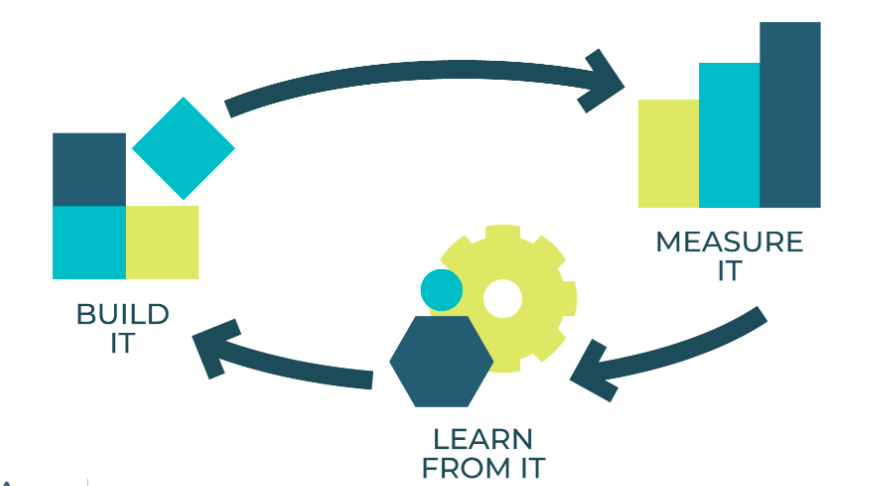 MEASURE
IT
BUILD
IT
LEARN
FROM IT